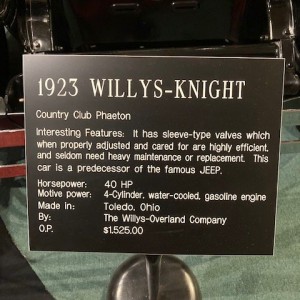 1923 WILLYS-KNIGHT
Country Club Phaeton
Interesting Features: It has sleeve-type valves which
when properly adjusted and cared for are highly efficient,
and seldom need heavy maintenance or replacement. This
car is a predecessor of the famous JEEP.
Horsepower: 40 HP
Motive power: 4-Cylinder, water-cooled, gasoline engine
Made in: Toledo, Ohio
By: The Willys-Overland Company
O.P. $1,525.00